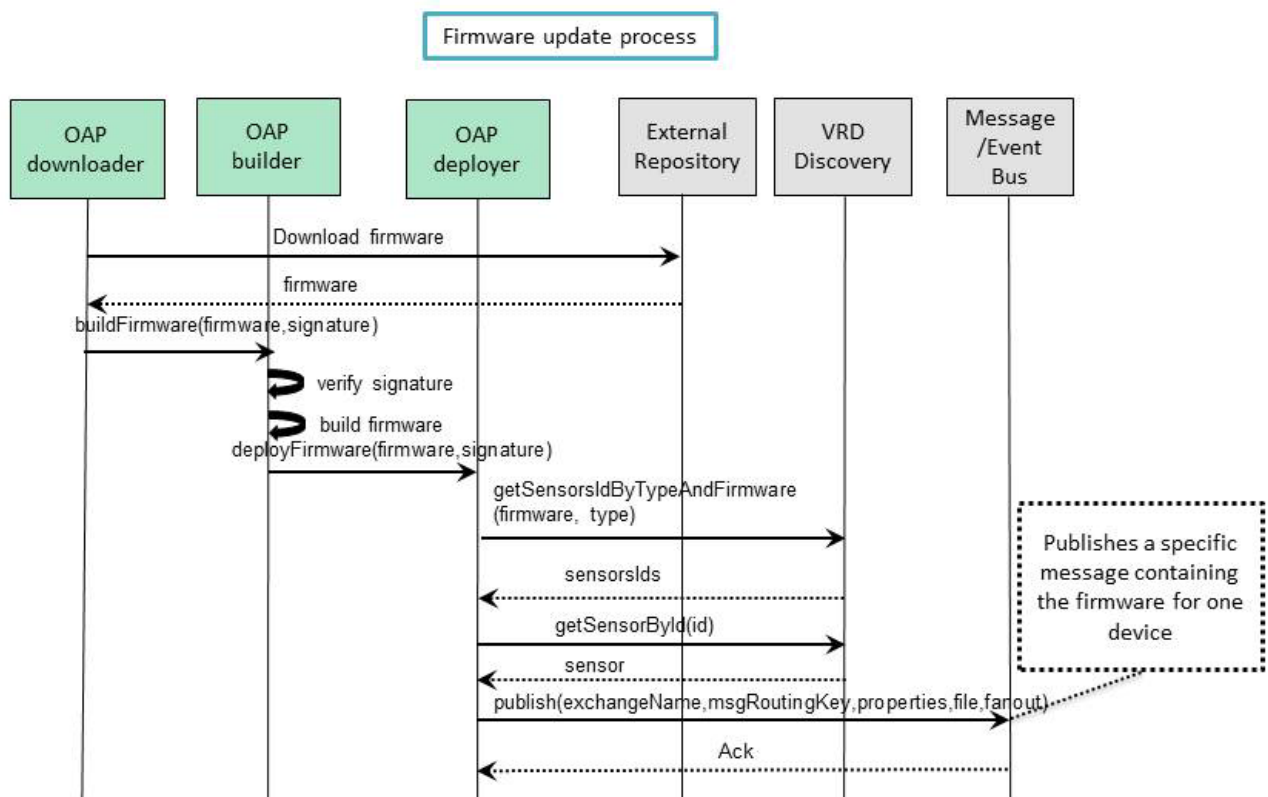 Firmware update process
OAP
downloader
OAP
builder
OAP
deployer
External
Repository
VRD
Discovery
Message
/Event
Bus
Download firmware
firmware
buildFirmware(firmware,signature)
verify signature
build firmware
deployFirmware(firmware,signature)
getSensorsIdByTypeAndFirmware
(firmware, type)
sensorsIds
getSensorById(id)
sensor
publish(exchangeName,msgRoutingKey,properties,file,fanout)
Ack
Publishes a specific
message containing
the firmware for one
device